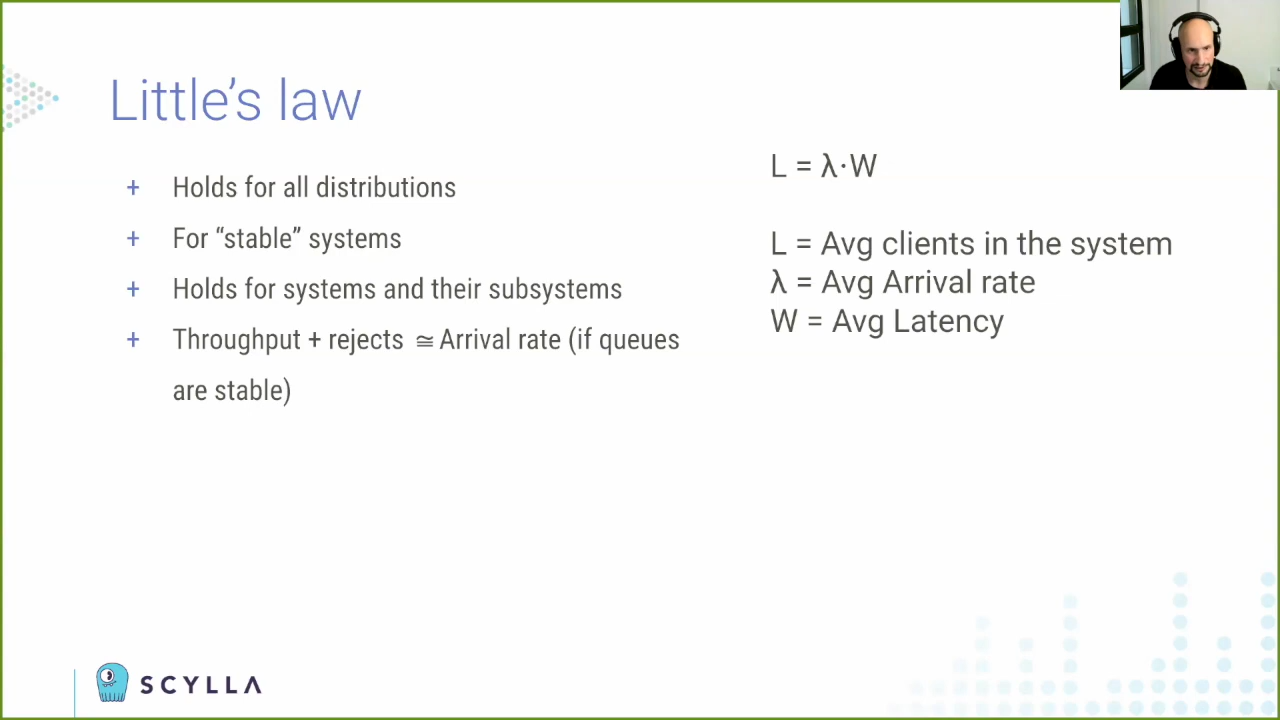 Little's law
+ Holds for all distributions
+ For “stable” systems
+ Holds for systems and their subsystems
+ Throughput + rejects ≅ Arrival rate (if queues
are stable)
L = λ·W
L = Avg clients in the system
λ = Avg Arrival rate
W = Avg Latency
SCYLLA